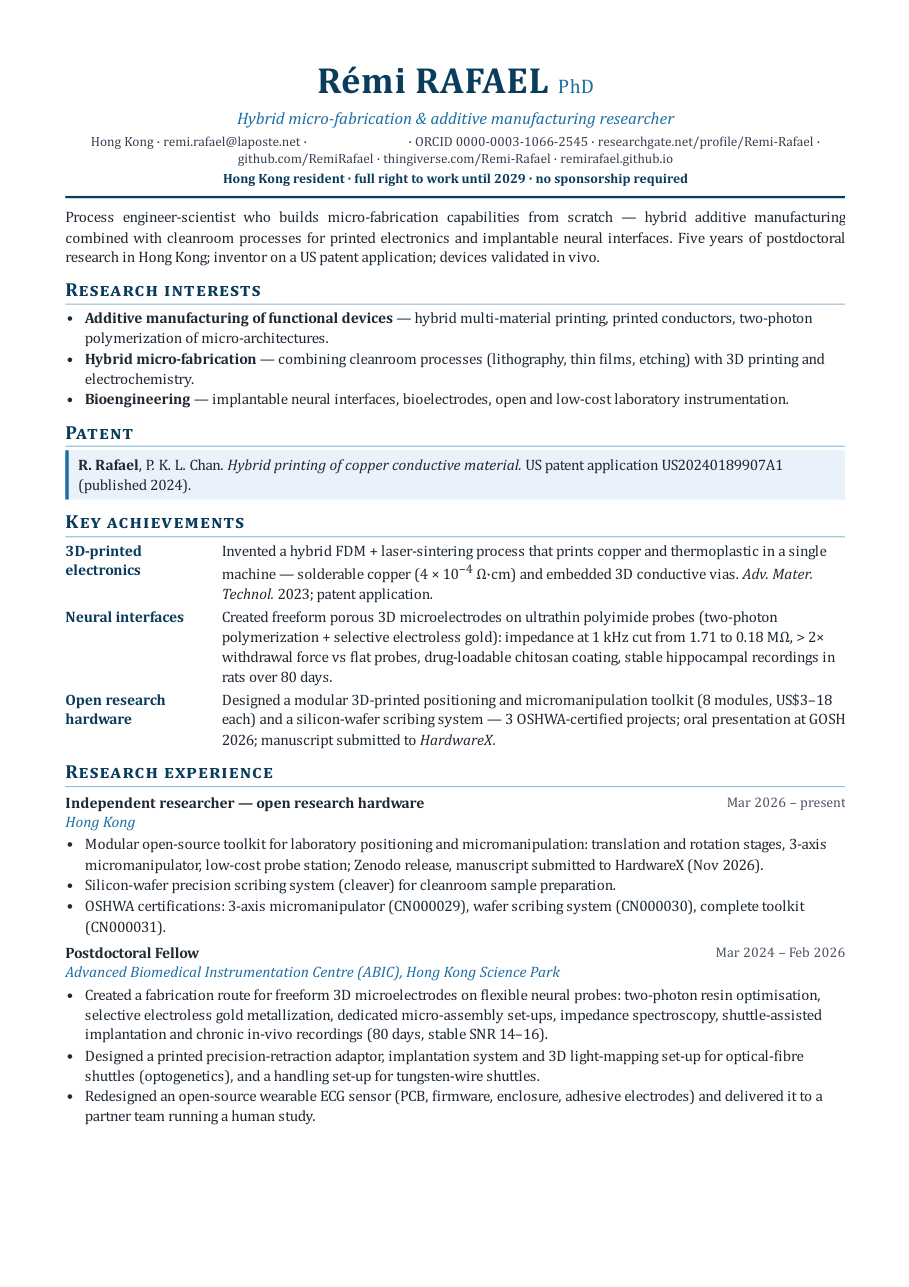 Rémi RAFAEL PhD
Hybrid micro-fabrication & additive manufacturing researcher
Hong Kong · remi.rafael@laposte.net · · ORCID 0000-0003-1066-2545 · researchgate.net/profile/Remi-Rafael ·
github.com/RemiRafael · thingiverse.com/Remi-Rafael · remirafael.github.io
Hong Kong resident · full right to work until 2029 · no sponsorship required
Process engineer-scientist who builds micro-fabrication capabilities from scratch — hybrid additive manufacturing
combined with cleanroom processes for printed electronics and implantable neural interfaces. Five years of postdoctoral
research in Hong Kong; inventor on a US patent application; devices validated in vivo.
Research interests
• Additive manufacturing of functional devices — hybrid multi-material printing, printed conductors, two-photon
polymerization of micro-architectures.
• Hybrid micro-fabrication — combining cleanroom processes (lithography, thin films, etching) with 3D printing and
electrochemistry.
• Bioengineering — implantable neural interfaces, bioelectrodes, open and low-cost laboratory instrumentation.
Patent
R. Rafael, P. K. L. Chan. Hybrid printing of copper conductive material. US patent application US20240189907A1
(published 2024).
Key achievements
3D-printed electronics
Invented a hybrid FDM + laser-sintering process that prints copper and thermoplastic in a single
machine — solderable copper (4 × 10⁻⁴ Ω·cm) and embedded 3D conductive vias. Adv. Mater.
Technol. 2023; patent application.
Neural interfaces
Created freeform porous 3D microelectrodes on ultrathin polyimide probes (two-photon
polymerization + selective electroless gold): impedance at 1 kHz cut from 1.71 to 0.18 MΩ, > 2×
withdrawal force vs flat probes, drug-loadable chitosan coating, stable hippocampal recordings in
rats over 80 days.
Open research hardware
Designed a modular 3D-printed positioning and micromanipulation toolkit (8 modules, US$3–18
each) and a silicon-wafer scribing system — 3 OSHWA-certified projects; oral presentation at GOSH
2026; manuscript submitted to HardwareX.
Research experience
Independent researcher — open research hardware Mar 2026 – present
Hong Kong
• Modular open-source toolkit for laboratory positioning and micromanipulation: translation and rotation stages, 3-axis
micromanipulator, low-cost probe station; Zenodo release, manuscript submitted to HardwareX (Nov 2026).
• Silicon-wafer precision scribing system (cleaver) for cleanroom sample preparation.
• OSHWA certifications: 3-axis micromanipulator (CN000029), wafer scribing system (CN000030), complete toolkit
(CN000031).
Postdoctoral Fellow Mar 2024 – Feb 2026
Advanced Biomedical Instrumentation Centre (ABIC), Hong Kong Science Park
• Created a fabrication route for freeform 3D microelectrodes on flexible neural probes: two-photon resin optimisation,
selective electroless gold metallization, dedicated micro-assembly set-ups, impedance spectroscopy, shuttle-assisted
implantation and chronic in-vivo recordings (80 days, stable SNR 14–16).
• Designed a printed precision-retraction adaptor, implantation system and 3D light-mapping set-up for optical-fibre
shuttles (optogenetics), and a handling set-up for tungsten-wire shuttles.
• Redesigned an open-source wearable ECG sensor (PCB, firmware, enclosure, adhesive electrodes) and delivered it to a
partner team running a human study.